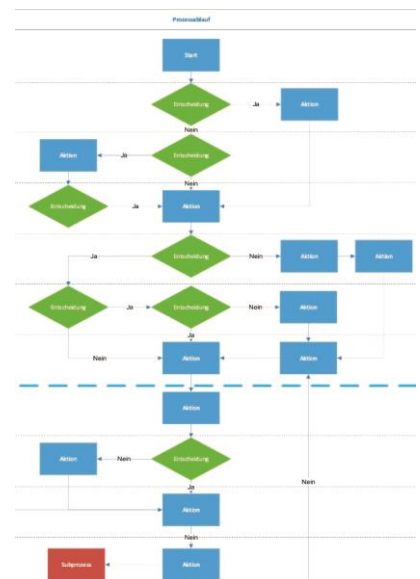 Prozessablauf
Start
Entscheidung
Ja
Aktion
Nein
Aktion
Ja
Entscheidung
Nein
Entscheidung
Ja
Aktion
Entscheidung
Ja
Nein
Aktion
Aktion
Entscheidung
Ja
Entscheidung
Nein
Aktion
Ja
Nein
Aktion
Aktion
Aktion
Entscheidung
Nein
Aktion
Nein
Ja
Aktion
Nein
Subprozess
Aktion